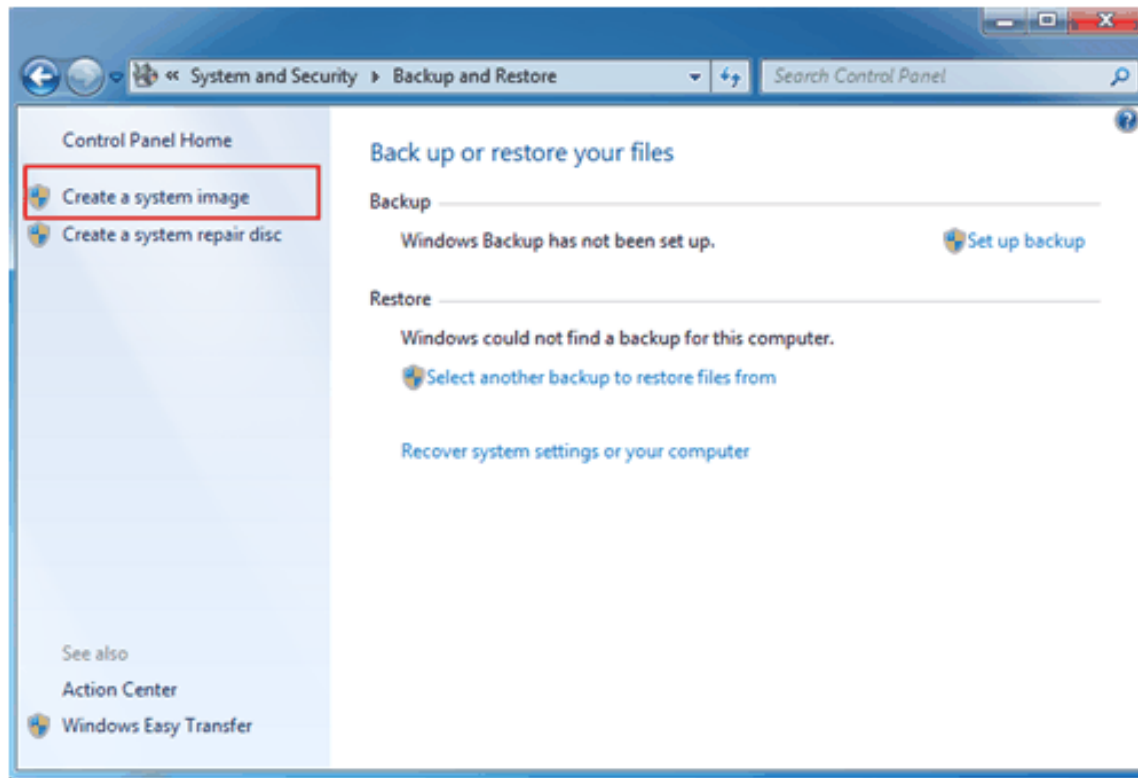 « System and Security ▸ Backup and Restore
Search Control Panel
Control Panel Home
Create a system image
Create a system repair disc
Back up or restore your files
Backup
Windows Backup has not been set up.
Set up backup
Restore
Windows could not find a backup for this computer.
Select another backup to restore files from
Recover system settings or your computer
See also
Action Center
Windows Easy Transfer